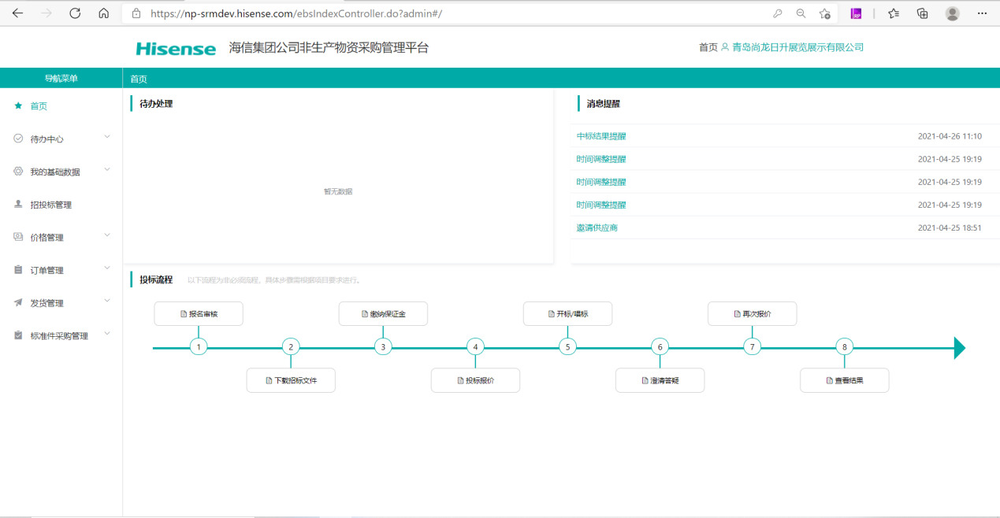 https://np-srmdev.hisense.com/ebsIndexController.do?admin#/
Hisense 海信集团公司非生产物资采购管理平台
首页 青岛尚龙日升展览展示有限公司
导航菜单
首页
首页
待办中心
我的基础数据
招投标管理
价格管理
订单管理
发货管理
标准件采购管理
待办处理
暂无数据
消息提醒
中标结果提醒 2021-04-26 11:10
时间调整提醒 2021-04-25 19:19
时间调整提醒 2021-04-25 19:19
时间调整提醒 2021-04-25 19:19
邀请供应商 2021-04-25 18:51
投标流程 以下流程为非必须流程，具体步骤需根据项目要求进行。
报名审核 缴纳保证金 开标/唱标 再次报价
1 2 3 4 5 6 7 8
下载招标文件 投标报价 澄清答疑 查看结果